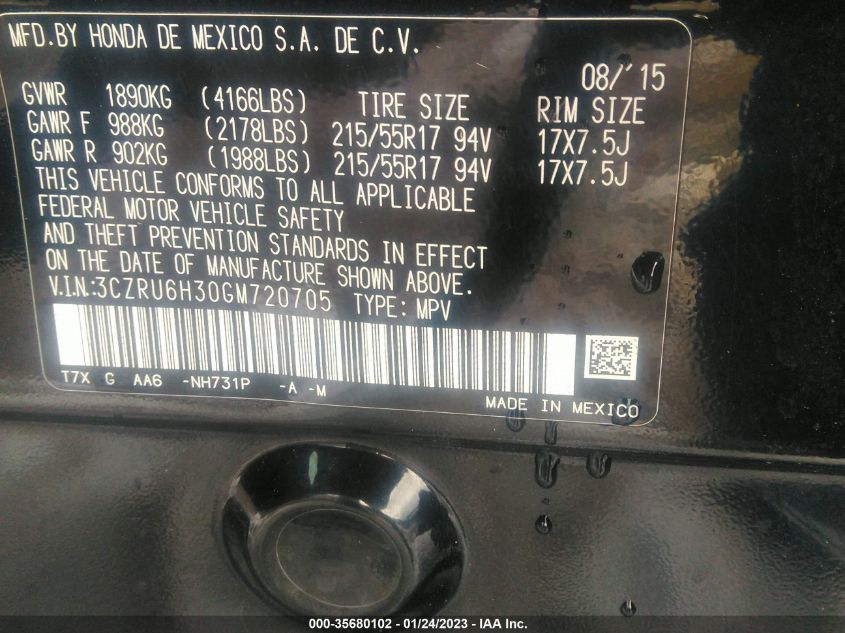 MFD.BY HONDA DE MEXICO S.A. DE C.V.
08/'15
GVWR 1890KG (4166LBS) TIRE SIZE RIM SIZE
GAWR F 988KG (2178LBS) 215/55R17 94V 17X7.5J
GAWR R 902KG (1988LBS) 215/55R17 94V 17X7.5J
THIS VEHICLE CONFORMS TO ALL APPLICABLE
FEDERAL MOTOR VEHICLE SAFETY
AND THEFT PREVENTION STANDARDS IN EFFECT
ON THE DATE OF MANUFACTURE SHOWN ABOVE.
V.I.N.:3CZRU6H30GM720705 TYPE: MPV
T7X G AA6 -NH731P -A -M
MADE IN MEXICO
000-35680102 - 01/24/2023 - IAA Inc.